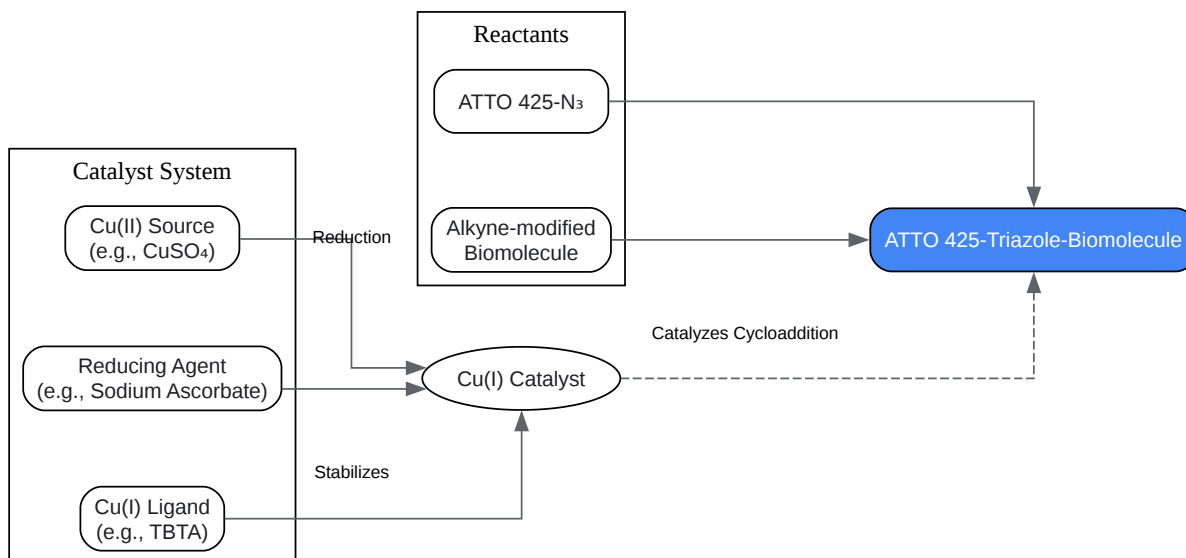 Reactants
ATTO 425-N₃
Alkyne-modified
Biomolecule
Catalyst System
Cu(II) Source
(e.g., CuSO₄)
Reducing Agent
(e.g., Sodium Ascorbate)
Cu(I) Ligand
(e.g., TBTA)
Reduction
Stabilizes
Cu(I) Catalyst
Catalyzes Cycloaddition
ATTO 425-Triazole-Biomolecule